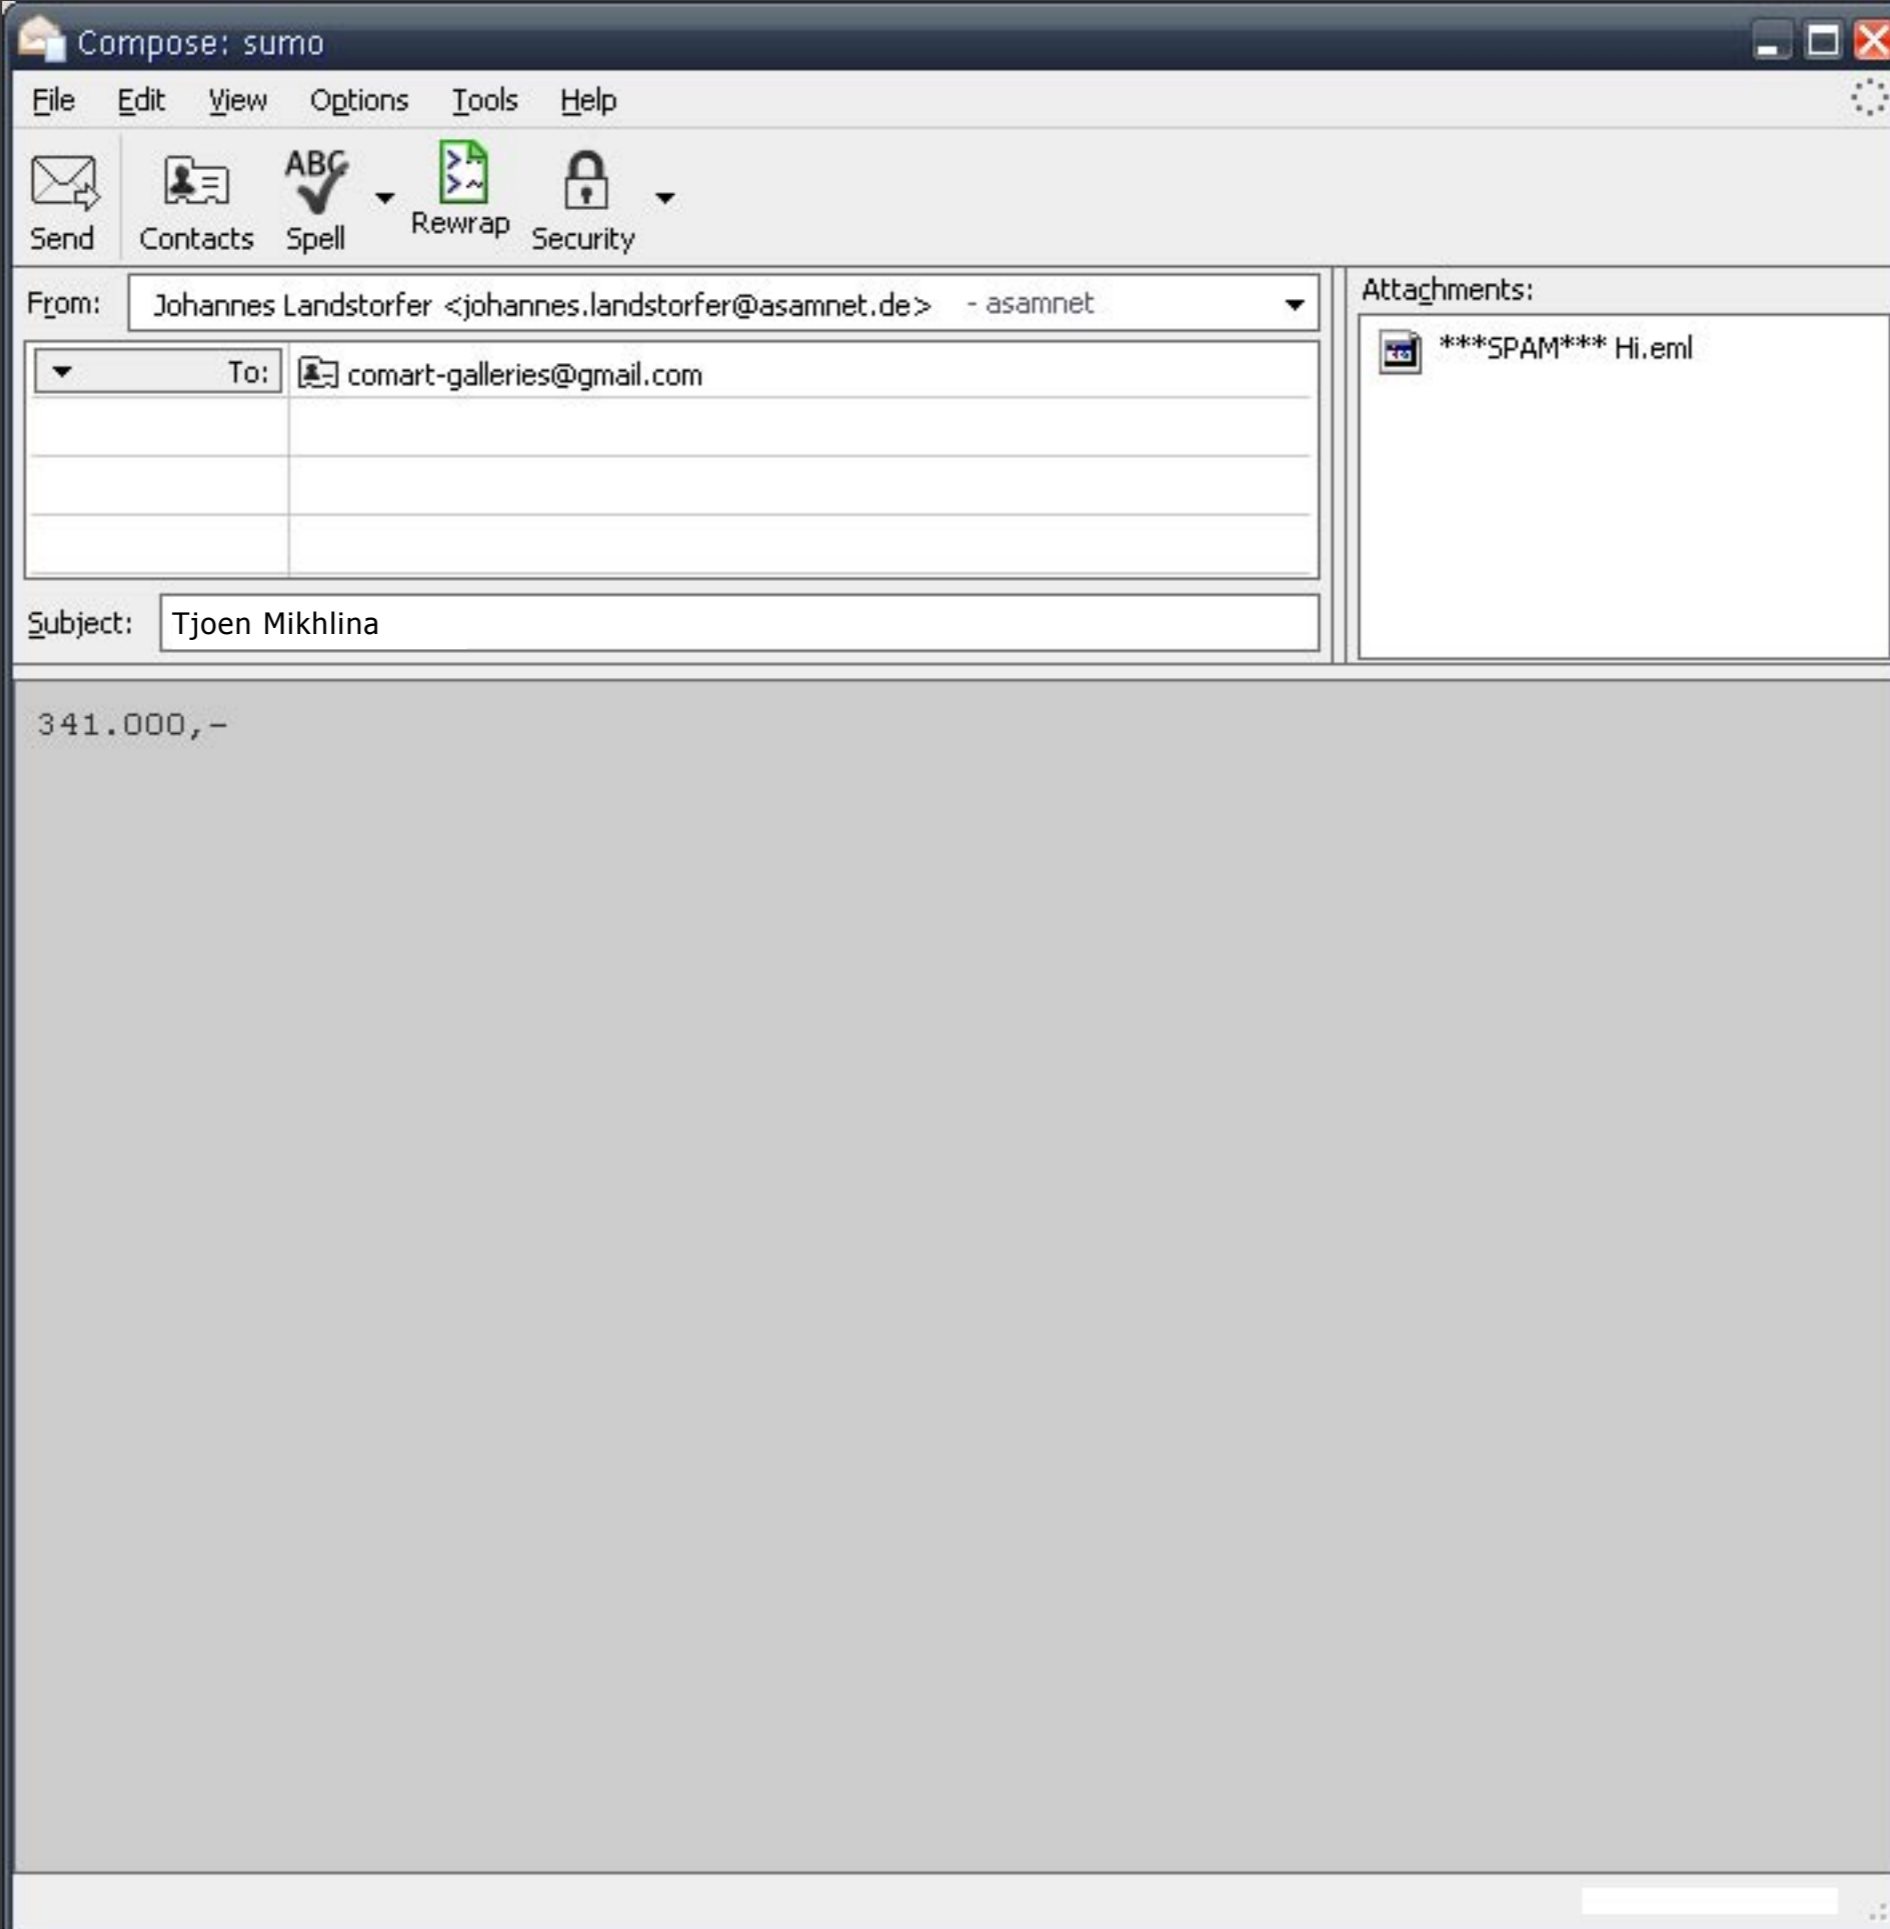 Compose: sumo
File Edit View Options Tools Help
ABC
Send Contacts Spell Rewrap Security
From: Johannes Landstorfer <johannes.landstorfer@asamnet.de> - asamnet
To: comart-galleries@gmail.com
Subject: Tjoen Mikhlina
Attachments:
***SPAM*** Hi.eml
341.000,-